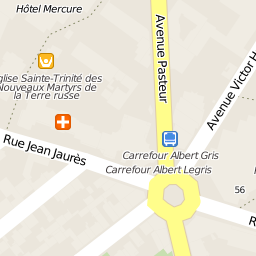 Hôtel Mercure
Avenue Pasteur
Avenue Victor H
glise Sainte-Trinité des
Nouveaux Martyrs de
la Terre russe
Rue Jean Jaurès
Carrefour Albert Gris
Carrefour Albert Legris
56
R